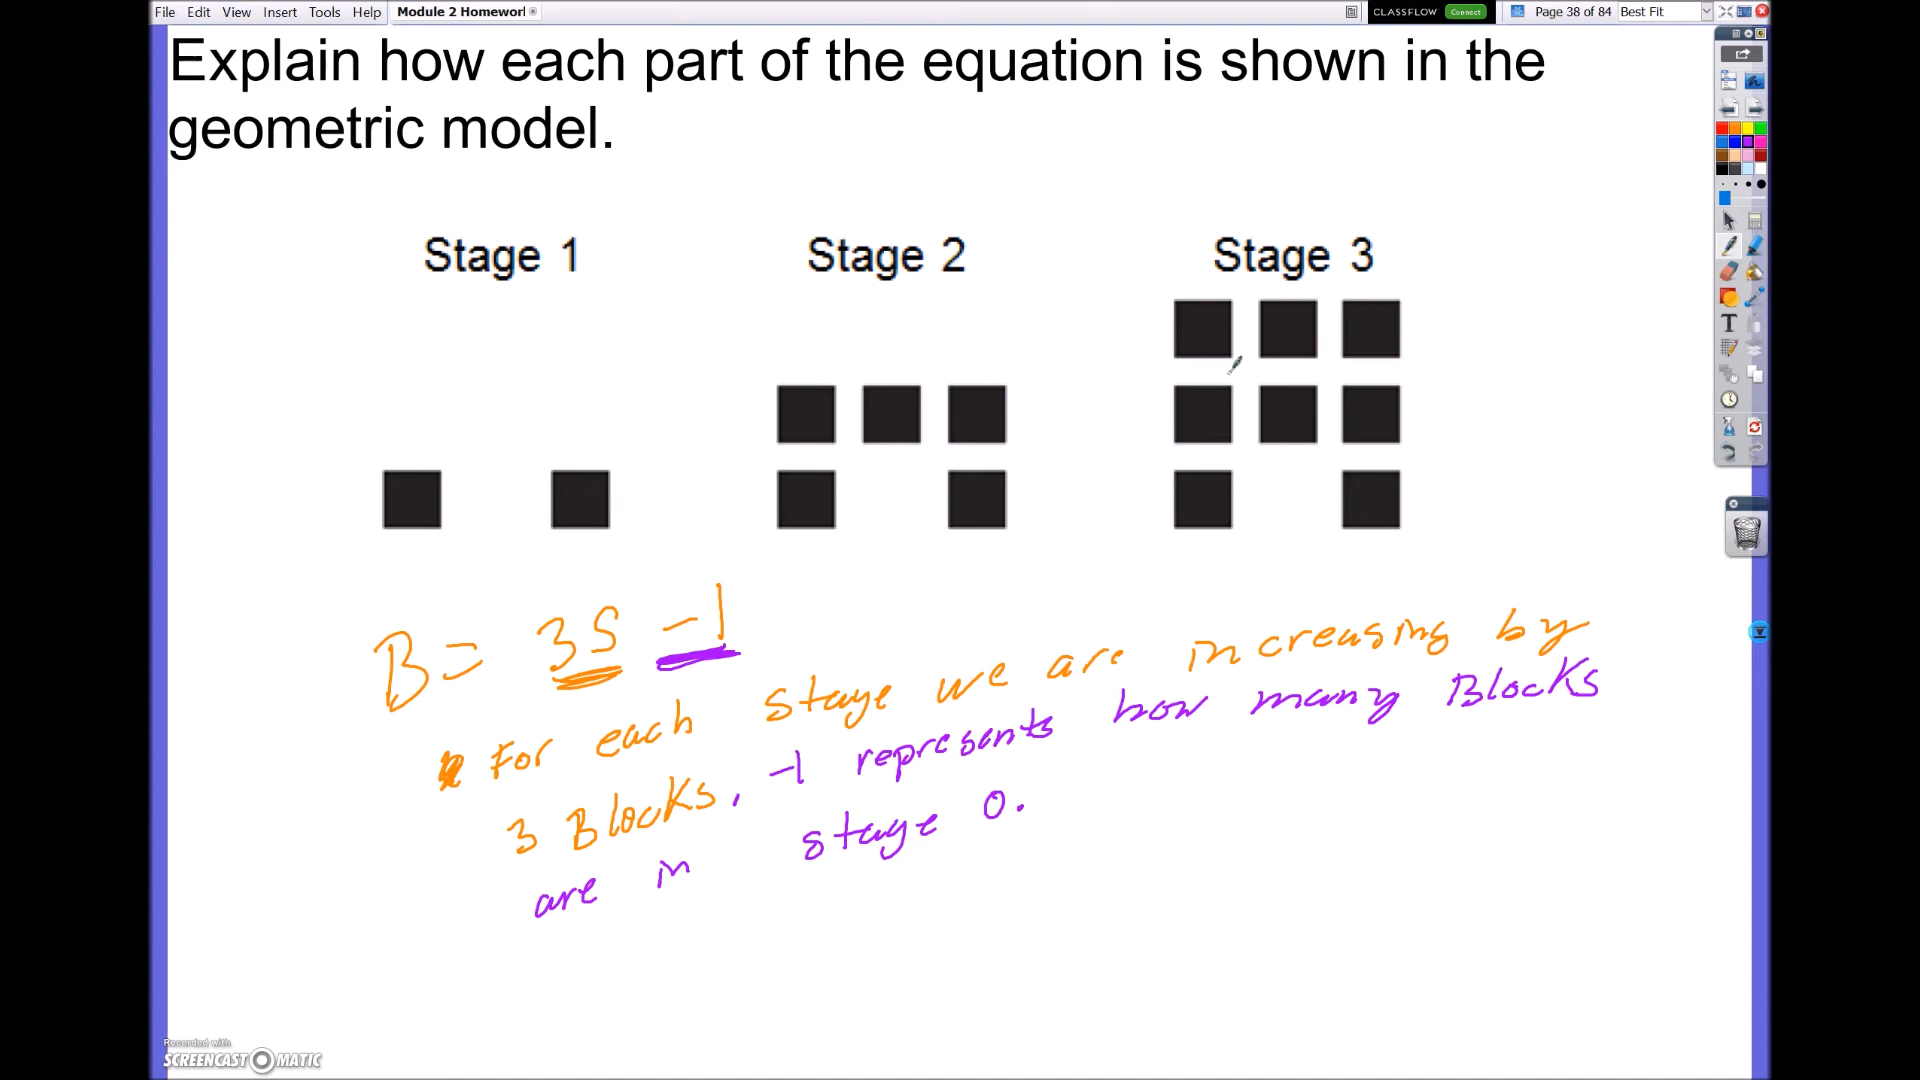 File Edit View Insert Tools Help Module 2 Homework CLASSFLOW Connect Page 38 of 84 Best Fit
Explain how each part of the equation is shown in the
geometric model.
Stage 1 Stage 2 Stage 3
B = 3S -1
For each stage we are increasing by
3 Blocks, -1 represents how many Blocks
are in stage 0.
Recorded with
SCREENCAST O MATIC